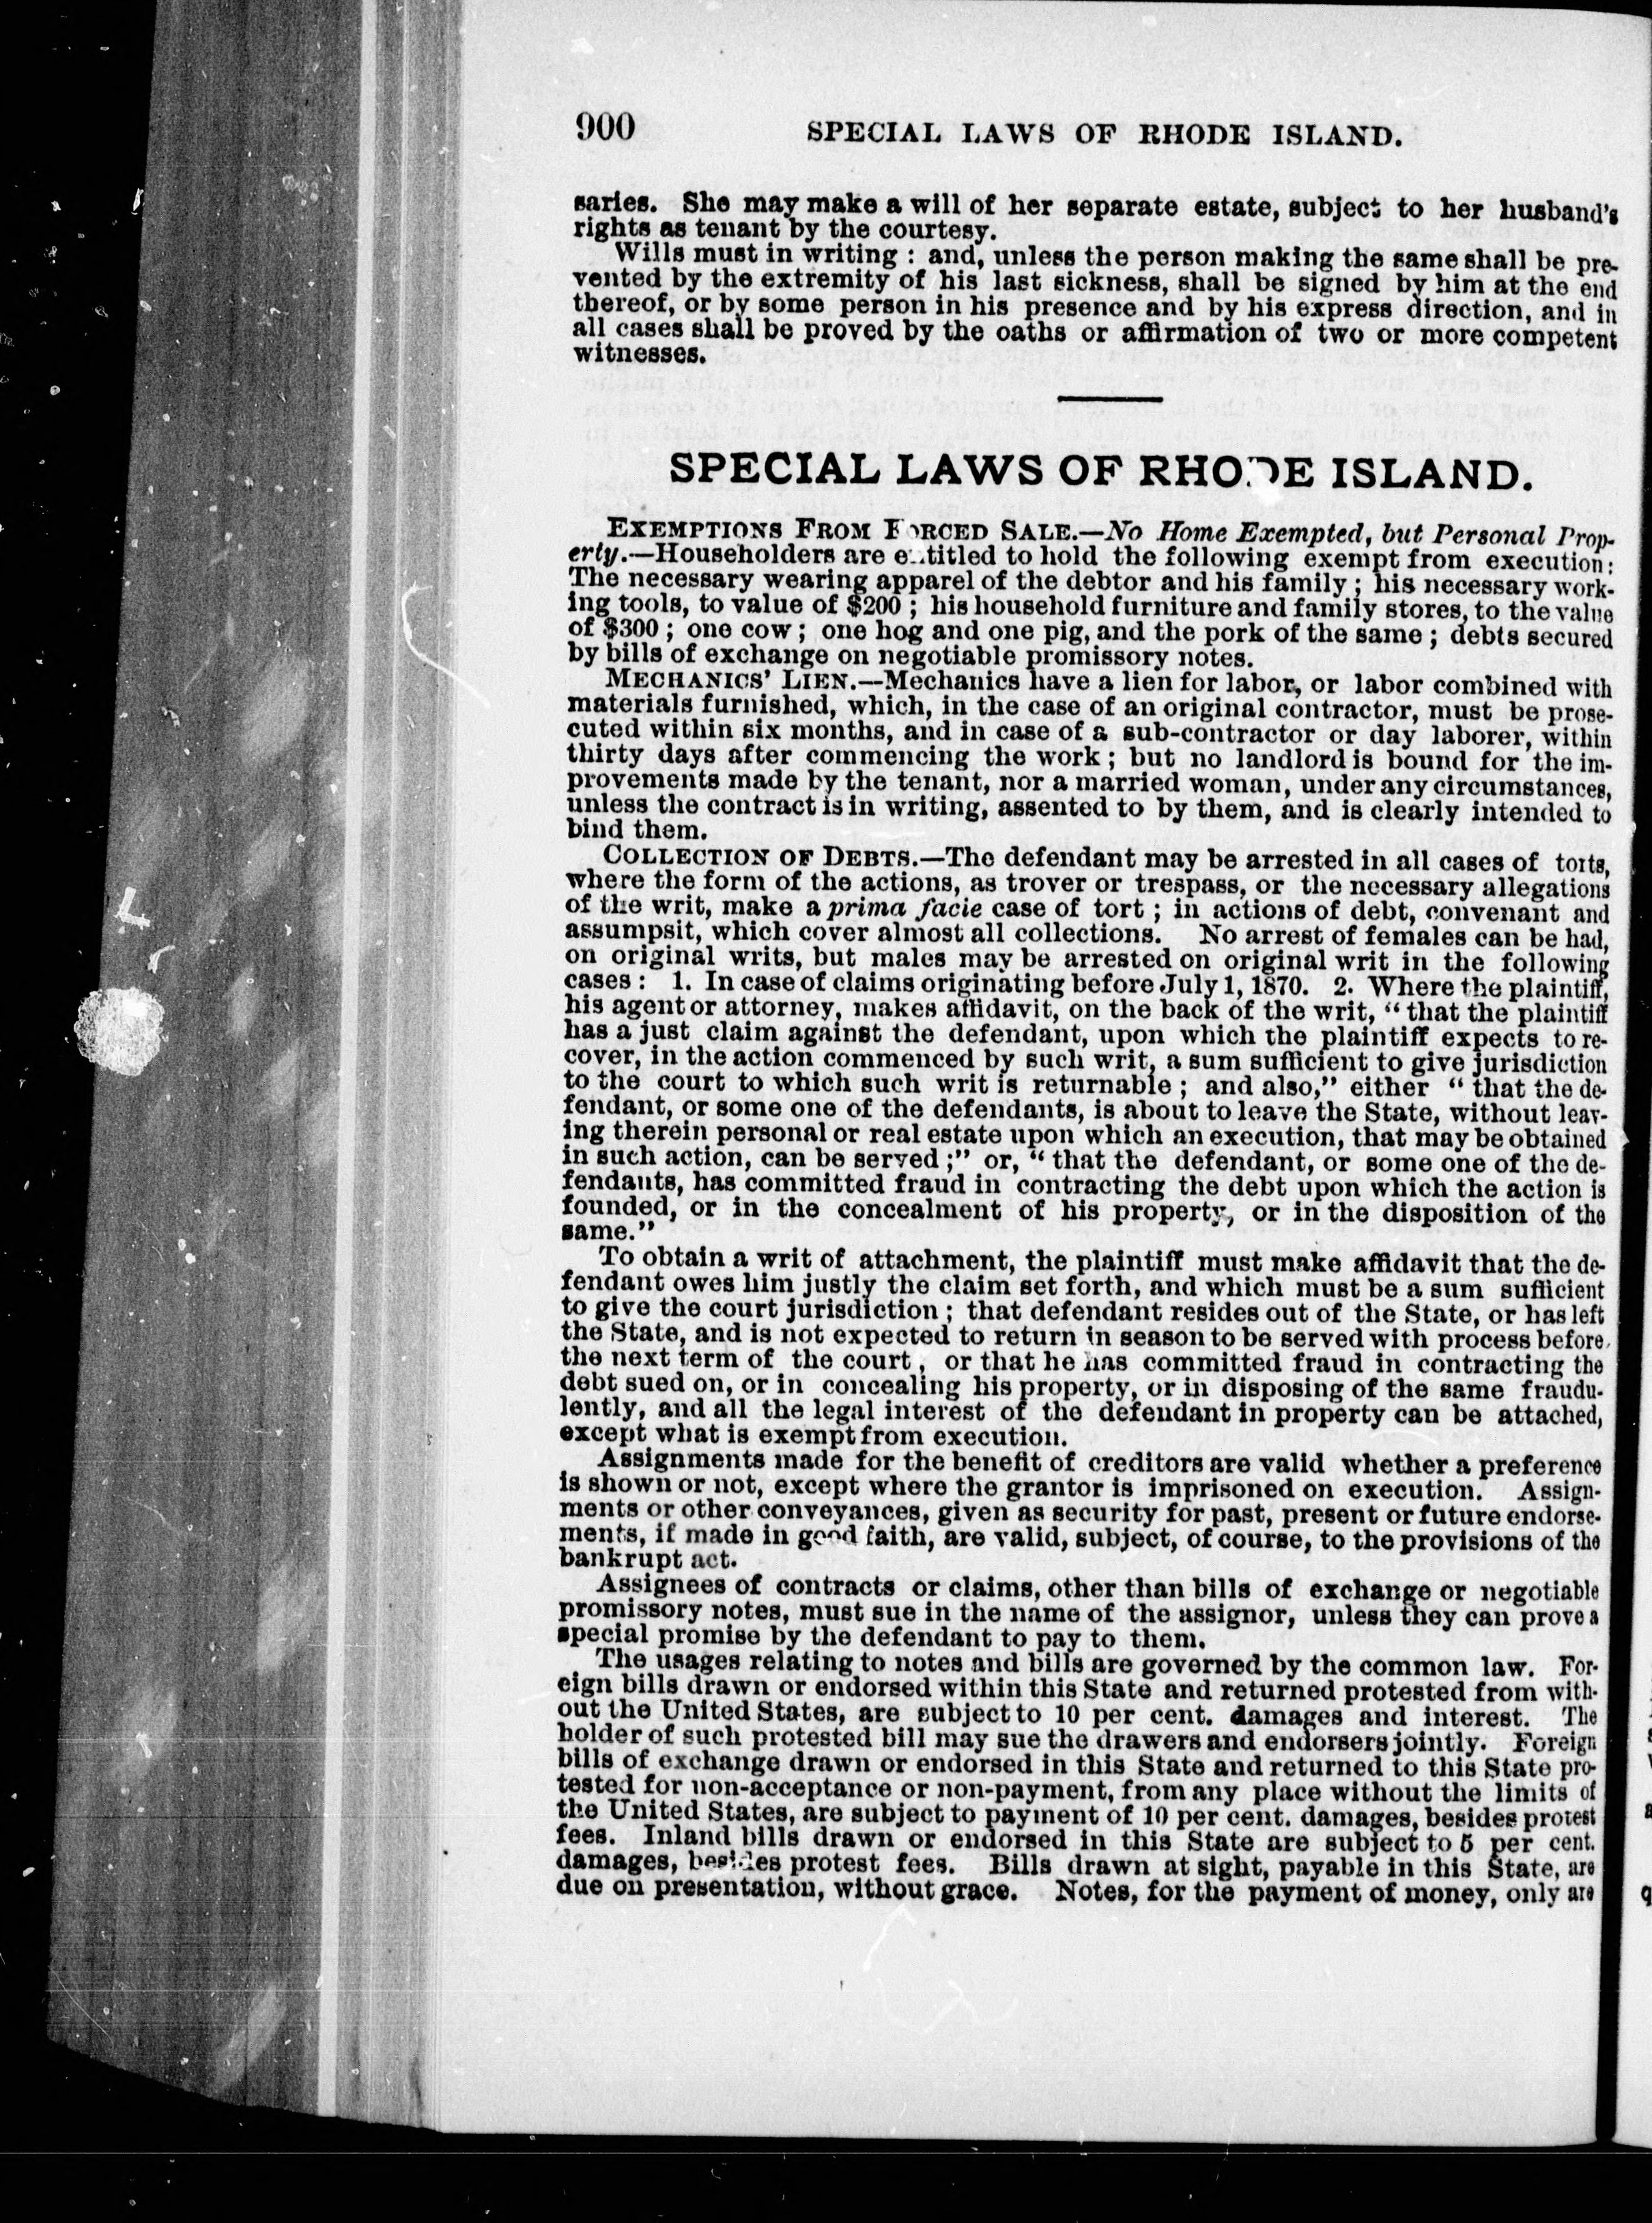 900 SPECIAL LAWS OF RHODE ISLAND.
saries. She may make a will of her separate estate, subject to her husband's
rights as tenant by the courtesy.
Wills must in writing : and, unless the person making the same shall be pre-
vented by the extremity of his last sickness, shall be signed by him at the end
thereof, or by some person in his presence and by his express direction, and in
all cases shall be proved by the oaths or affirmation of two or more competent
witnesses.
SPECIAL LAWS OF RHODE ISLAND.
EXEMPTIONS FROM FORCED SALE.—No Home Exempted, but Personal Prop-
erty.—Householders are entitled to hold the following exempt from execution:
The necessary wearing apparel of the debtor and his family ; his necessary work-
ing tools, to value of $200 ; his household furniture and family stores, to the value
of $300 ; one cow ; one hog and one pig, and the pork of the same ; debts secured
by bills of exchange on negotiable promissory notes.
MECHANICS' LIEN.—Mechanics have a lien for labor, or labor combined with
materials furnished, which, in the case of an original contractor, must be prose-
cuted within six months, and in case of a sub-contractor or day laborer, within
thirty days after commencing the work ; but no landlord is bound for the im-
provements made by the tenant, nor a married woman, under any circumstances,
unless the contract is in writing, assented to by them, and is clearly intended to
bind them.
COLLECTION OF DEBTS.—The defendant may be arrested in all cases of torts,
where the form of the actions, as trover or trespass, or the necessary allegations
of the writ, make a prima facie case of tort ; in actions of debt, convenant and
assumpsit, which cover almost all collections. No arrest of females can be had,
on original writs, but males may be arrested on original writ in the following
cases : 1. In case of claims originating before July 1, 1870. 2. Where the plaintiff,
his agent or attorney, makes affidavit, on the back of the writ, " that the plaintiff
has a just claim against the defendant, upon which the plaintiff expects to re-
cover, in the action commenced by such writ, a sum sufficient to give jurisdiction
to the court to which such writ is returnable ; and also," either " that the de-
fendant, or some one of the defendants, is about to leave the State, without leav-
ing therein personal or real estate upon which an execution, that may be obtained
in such action, can be served ;" or, " that the defendant, or some one of the de-
fendants, has committed fraud in contracting the debt upon which the action is
founded, or in the concealment of his property, or in the disposition of the
same."
To obtain a writ of attachment, the plaintiff must make affidavit that the de-
fendant owes him justly the claim set forth, and which must be a sum sufficient
to give the court jurisdiction ; that defendant resides out of the State, or has left
the State, and is not expected to return in season to be served with process before
the next term of the court , or that he has committed fraud in contracting the
debt sued on, or in concealing his property, or in disposing of the same fraudu-
lently, and all the legal interest of the defendant in property can be attached,
except what is exempt from execution.
Assignments made for the benefit of creditors are valid whether a preference
is shown or not, except where the grantor is imprisoned on execution. Assign-
ments or other conveyances, given as security for past, present or future endorse-
ments, if made in good faith, are valid, subject, of course, to the provisions of the
bankrupt act.
Assignees of contracts or claims, other than bills of exchange or negotiable
promissory notes, must sue in the name of the assignor, unless they can prove a
special promise by the defendant to pay to them.
The usages relating to notes and bills are governed by the common law. For-
eign bills drawn or endorsed within this State and returned protested from with-
out the United States, are subject to 10 per cent. damages and interest. The
holder of such protested bill may sue the drawers and endorsers jointly. Foreign
bills of exchange drawn or endorsed in this State and returned to this State pro-
tested for non-acceptance or non-payment, from any place without the limits of
the United States, are subject to payment of 10 per cent. damages, besides protest
fees. Inland bills drawn or endorsed in this State are subject to 5 per cent.
damages, besides protest fees. Bills drawn at sight, payable in this State, are
due on presentation, without grace. Notes, for the payment of money, only are